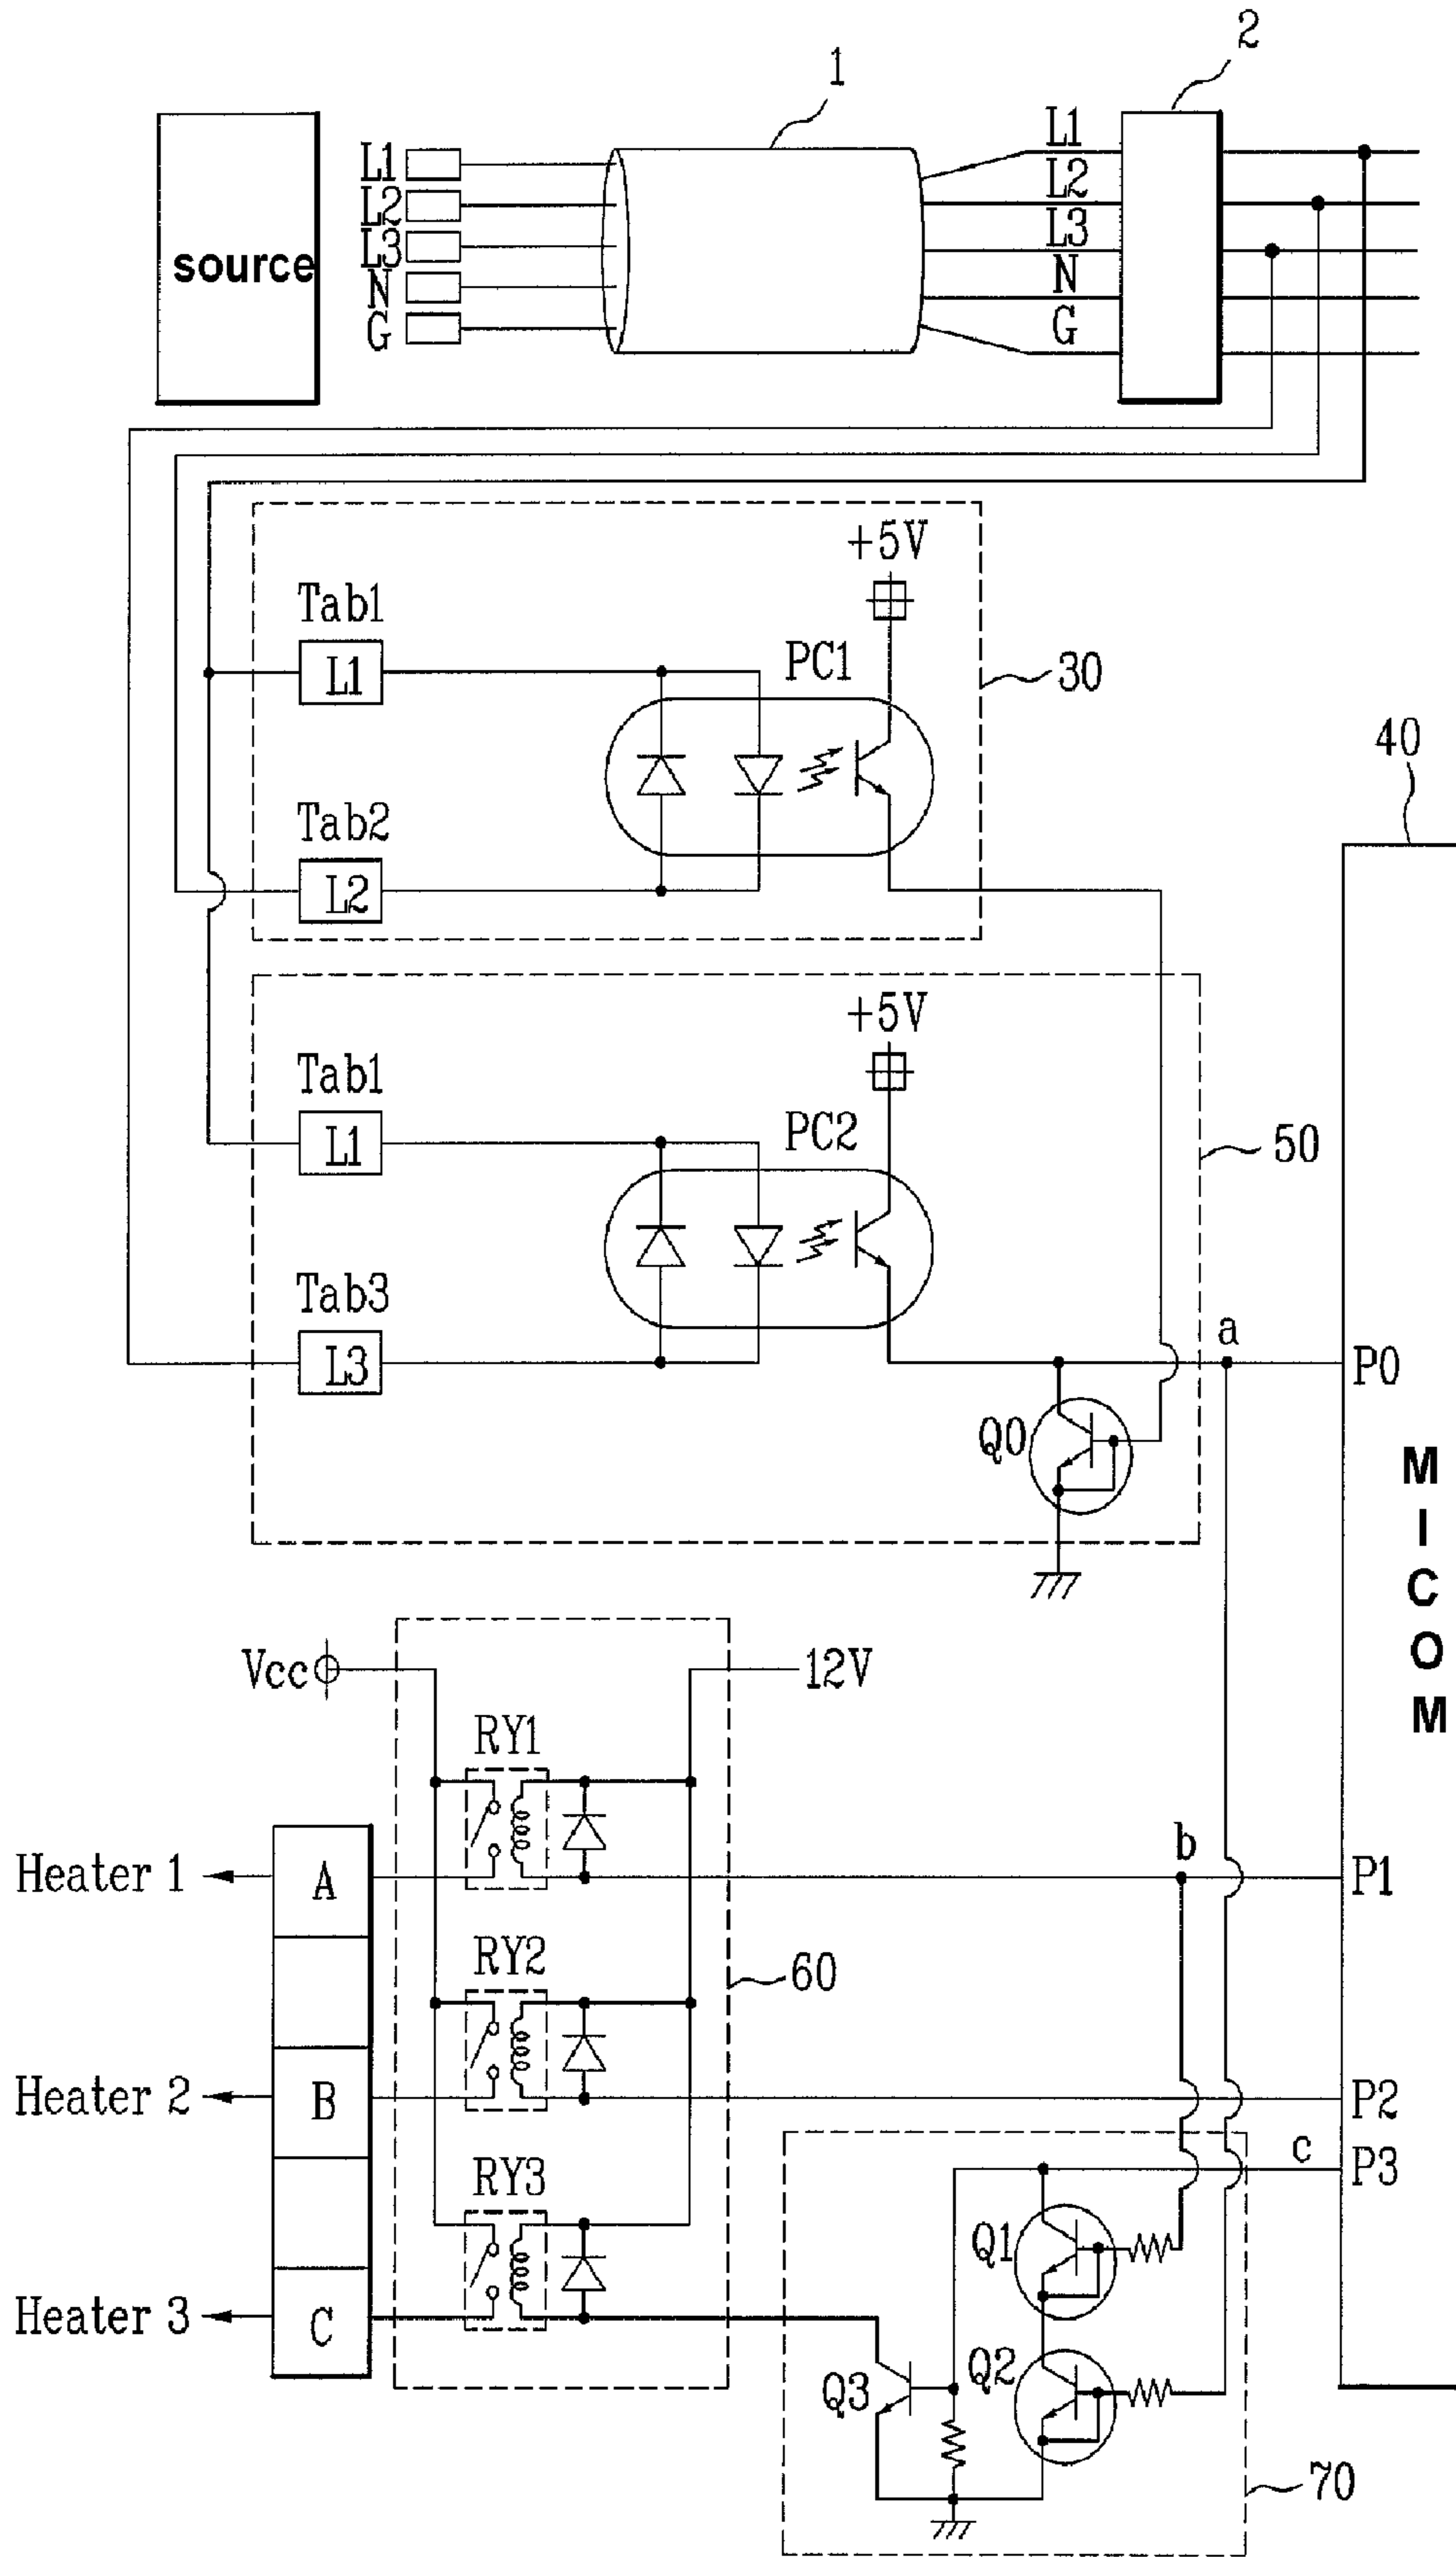 1
2
source
L1
L2
L3
N
G
L1
L2
L3
N
G
+5V
Tab1
L1
PC1
30
Tab2
L2
40
+5V
Tab1
L1
PC2
50
Tab3
L3
a
P0
Q0
MICOM
Vcc
12V
RY1
Heater 1
A
b
P1
RY2
60
Heater 2
B
P2
c
P3
RY3
Q1
Heater 3
C
Q3
Q2
70